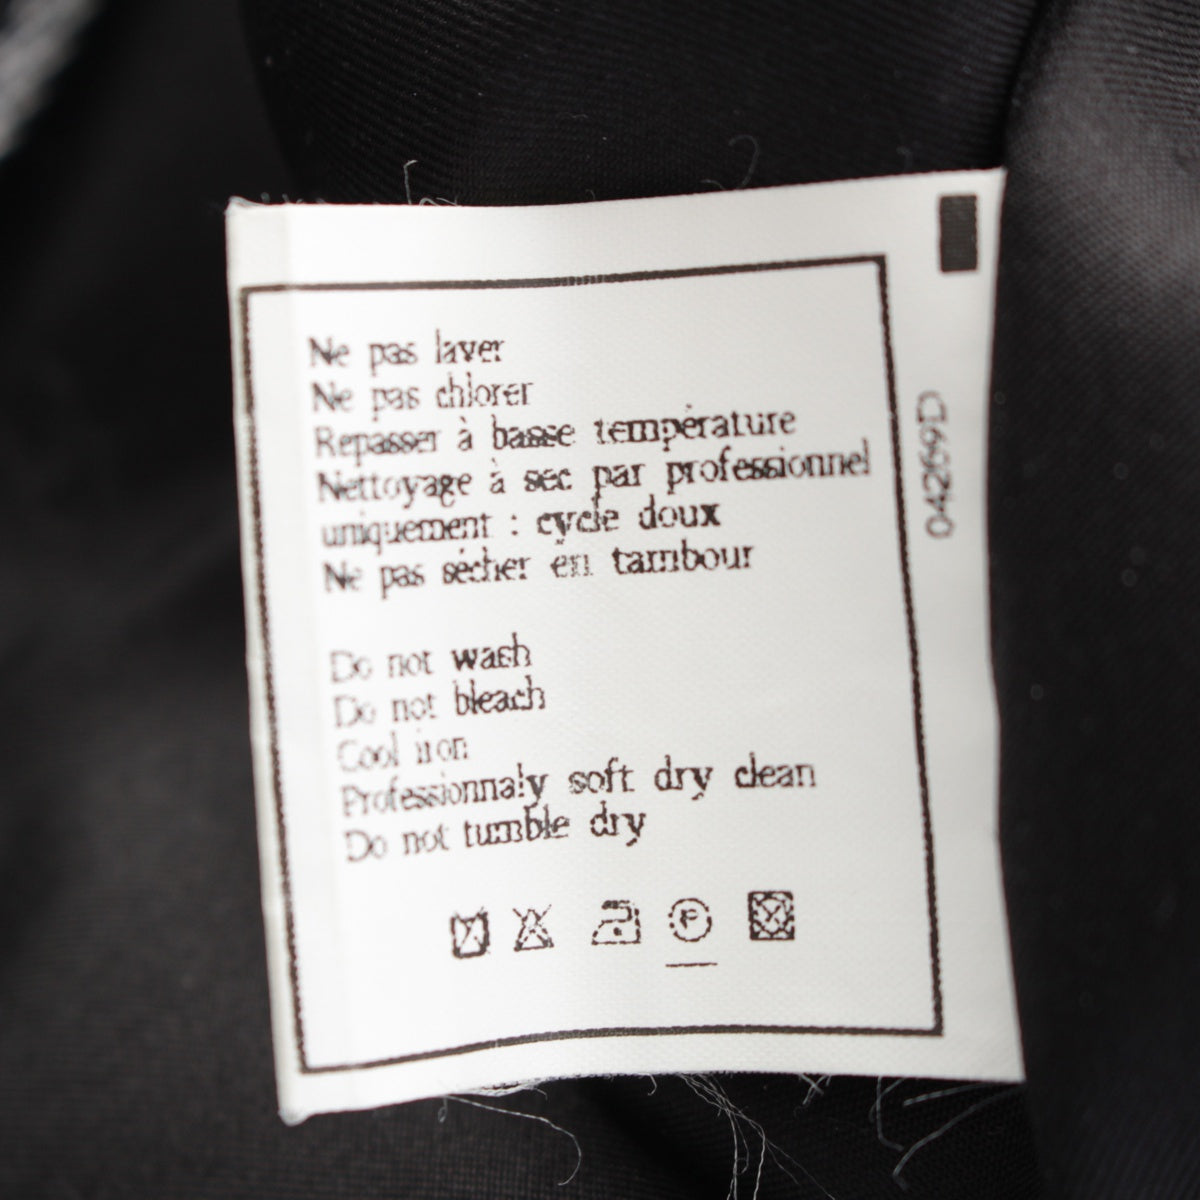 Ne pas laver
Ne pas chlorer
Repasser à basse température
Nettoyage à sec par professionnel
uniquement : cycle doux
Ne pas sécher en tambour
Do not wash
Do not bleach
Cool iron
Professionnaly soft dry clean
Do not tumble dry
P
04269D